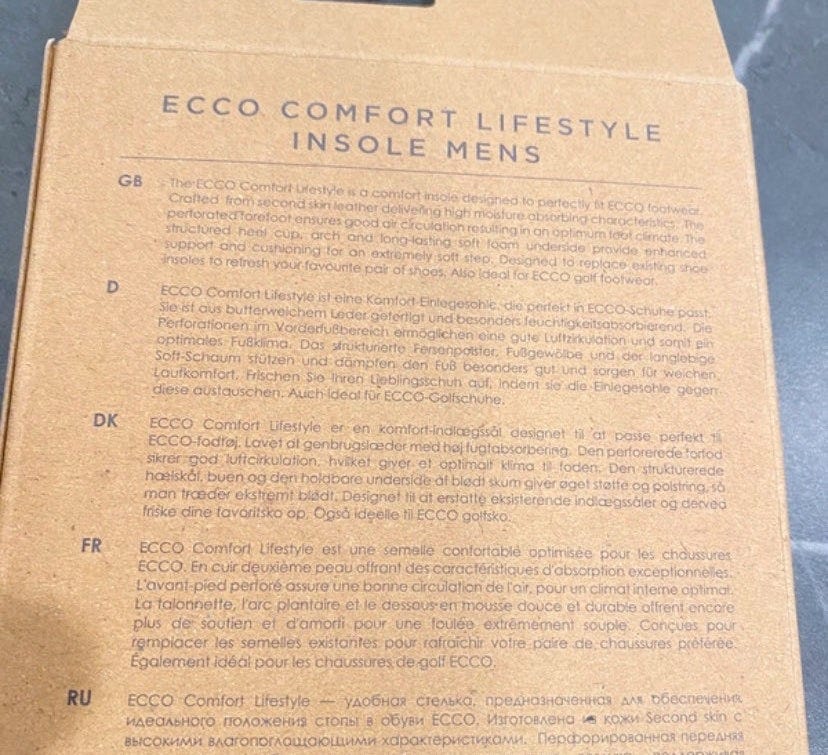 ECCO COMFORT LIFESTYLE
INSOLE MENS
GB The ECCO Comfort Lifestyle is a comfort insole designed to perfectly fit ECCO footwear.
Crafted from second skin leather delivering high moisture absorbing characteristics. The
perforated forefoot ensures good air circulation resulting in an optimum foot climate. The
structured heel cup, arch and long-lasting soft foam underside provide enhanced
support and cushioning for an extremely soft step. Designed to replace existing shoe
insoles to refresh your favourite pair of shoes. Also ideal for ECCO golf footwear.
D ECCO Comfort Lifestyle ist eine Komfort-Einlegesohle, die perfekt in ECCO-Schuhe passt.
Sie ist aus butterweichem Leder gefertigt und besonders feuchtigkeitsabsorbierend. Die
Perforationen im Vorderfußbereich ermöglichen eine gute Luftzirkulation und somit ein
optimales Fußklima. Das strukturierte Fersenpolster, Fußgewölbe und der langlebige
Soft-Schaum stützen und dämpfen den Fuß besonders gut und sorgen für weichen
Laufkomfort. Frischen Sie Ihren Lieblingsschuh auf, indem sie die Einlegesohle gegen
diese austauschen. Auch ideal für ECCO-Golfschuhe.
DK ECCO Comfort Lifestyle er en komfort-indlægssål designet til at passe perfekt til
ECCO-fodtøj. Lavet af genbrugslæder med høj fugtabsorbering. Den perforerede forfod
sikrer god luftcirkulation, hvilket giver et optimalt klima til foden. Den strukturerede
hælskål, buen og den holdbare underside af blødt skum giver øget støtte og polstring, så
man træder ekstremt blødt. Designet til at erstatte eksisterende indlægssåler og derved
friske dine favoritsko op. Også ideelle til ECCO golfsko.
FR ECCO Comfort Lifestyle est une semelle confortable optimisée pour les chaussures
ECCO. En cuir deuxième peau offrant des caractéristiques d'absorption exceptionnelles.
L'avant-pied perforé assure une bonne circulation de l'air, pour un climat interne optimal.
La talonnette, l'arc plantaire et le dessous en mousse douce et durable offrent encore
plus de soutien et d'amorti pour une foulée extrêmement souple. Conçues pour
remplacer les semelles existantes pour rafraîchir votre paire de chaussures préférée.
Également idéal pour les chaussures de golf ECCO.
RU ECCO Comfort Lifestyle — удобная стелька, предназначенная для обеспечения
идеального положения стопы в обуви ECCO. Изготовлена из кожи Second skin с
высокими влагопоглощающими характеристиками. Перфорированная передняя